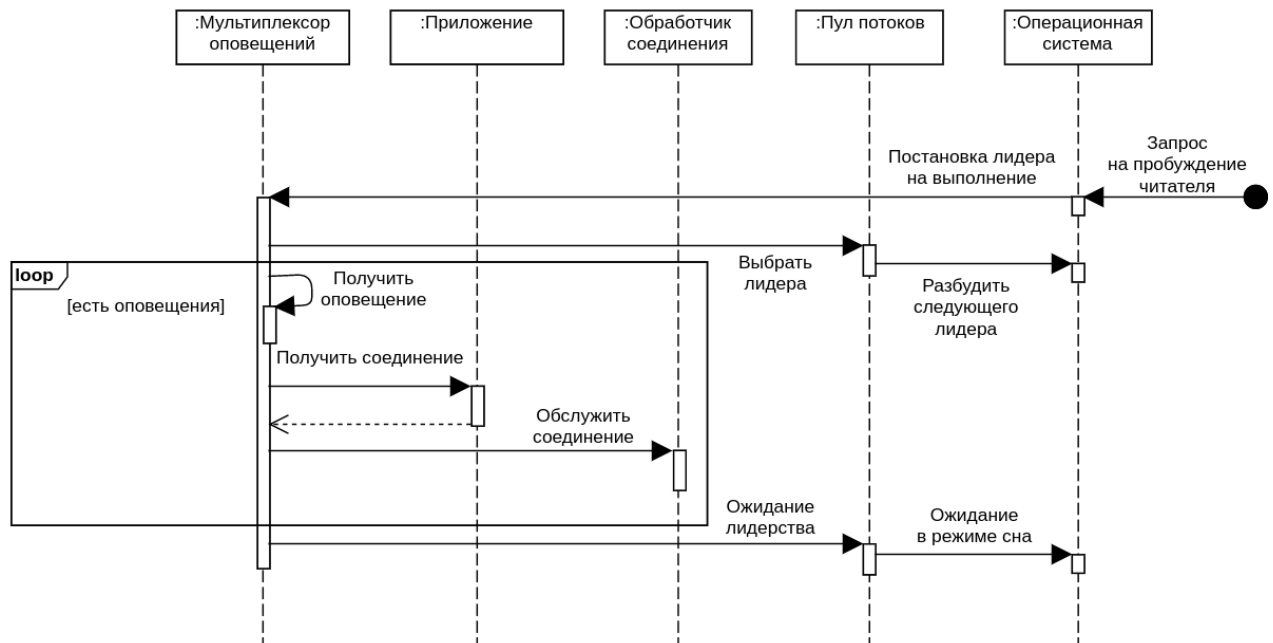 :Мультиплексор
оповещений
:Приложение
:Обработчик
соединения
:Пул потоков
:Операционная
система
Запрос
на пробуждение
читателя
Постановка лидера
на выполнение
Выбрать
лидера
Разбудить
следующего
лидера
loop
[есть оповещения]
Получить
оповещение
Получить соединение
Обслужить
соединение
Ожидание
лидерства
Ожидание
в режиме сна